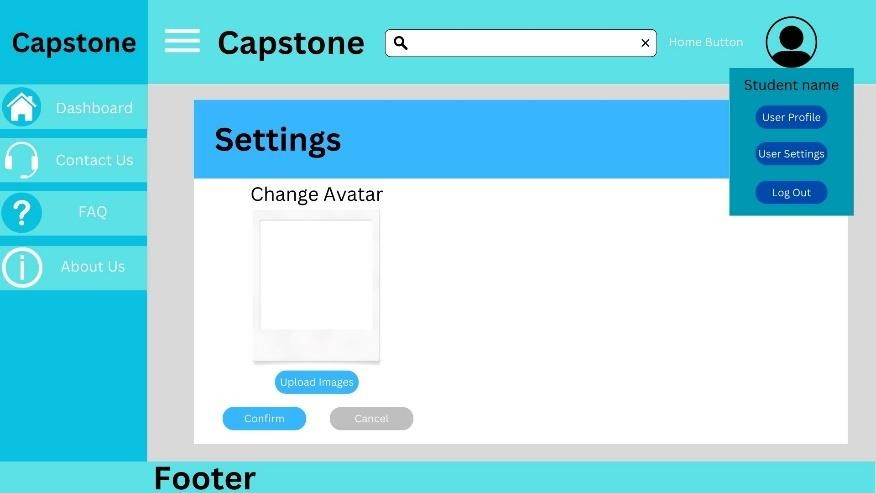 Capstone
Capstone
Home Button
Student name
User Profile
User Settings
Log Out
Dashboard
Contact Us
FAQ
About Us
Settings
Change Avatar
Upload Images
Confirm
Cancel
Footer